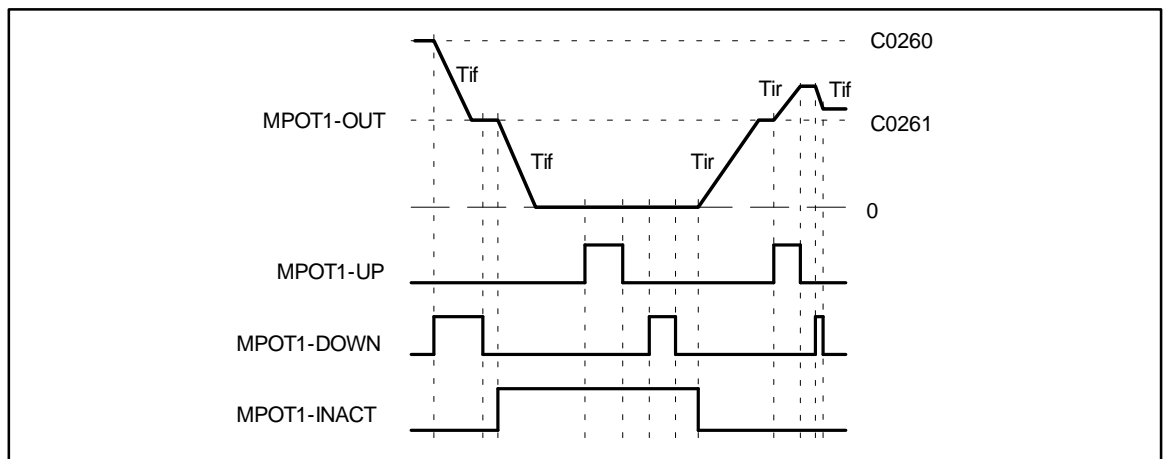 C0260
Tif
Tir
Tif
MPOT1-OUT
C0261
Tif
Tir
0
MPOT1-UP
MPOT1-DOWN
MPOT1-INACT